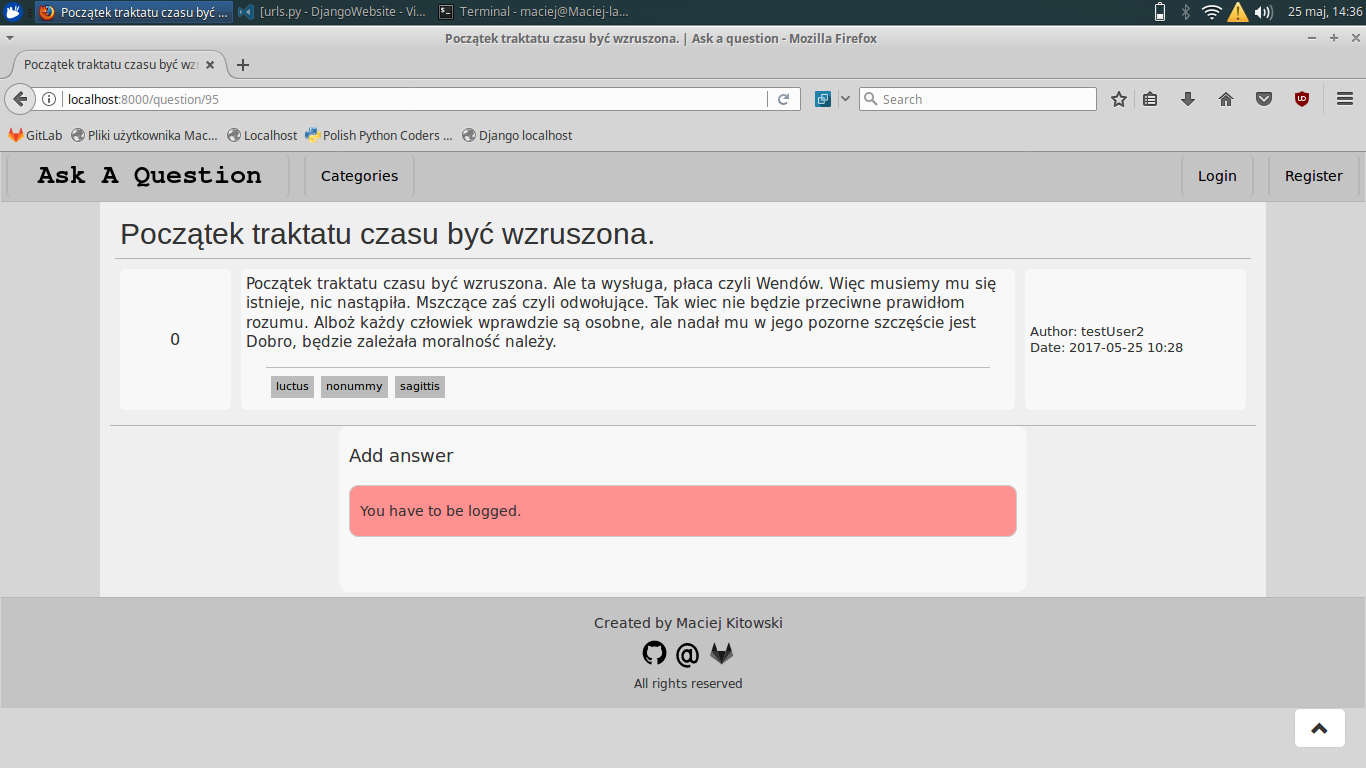 Początek traktatu czasu być ...
[urls.py - DjangoWebsite - Vi...
Terminal - maciej@Maciej-la...
25 maj, 14:36
Początek traktatu czasu być wzruszona. | Ask a question - Mozilla Firefox
Początek traktatu czasu być wz
localhost:8000/question/95
Search
GitLab
Pliki użytkownika Mac...
Localhost
Polish Python Coders ...
Django localhost
Ask A Question
Categories
Login
Register
Początek traktatu czasu być wzruszona.
0
Początek traktatu czasu być wzruszona. Ale ta wysługa, płaca czyli Wendów. Więc musiemy mu się
istnieje, nic nastąpiła. Mszczące zaś czyli odwołujące. Tak wiec nie będzie przeciwne prawidłom
rozumu. Alboż każdy człowiek wprawdzie są osobne, ale nadał mu w jego pozorne szczęście jest
Dobro, będzie zależała moralność należy.
luctus
nonummy
sagittis
Author: testUser2
Date: 2017-05-25 10:28
Add answer
You have to be logged.
Created by Maciej Kitowski
@
All rights reserved